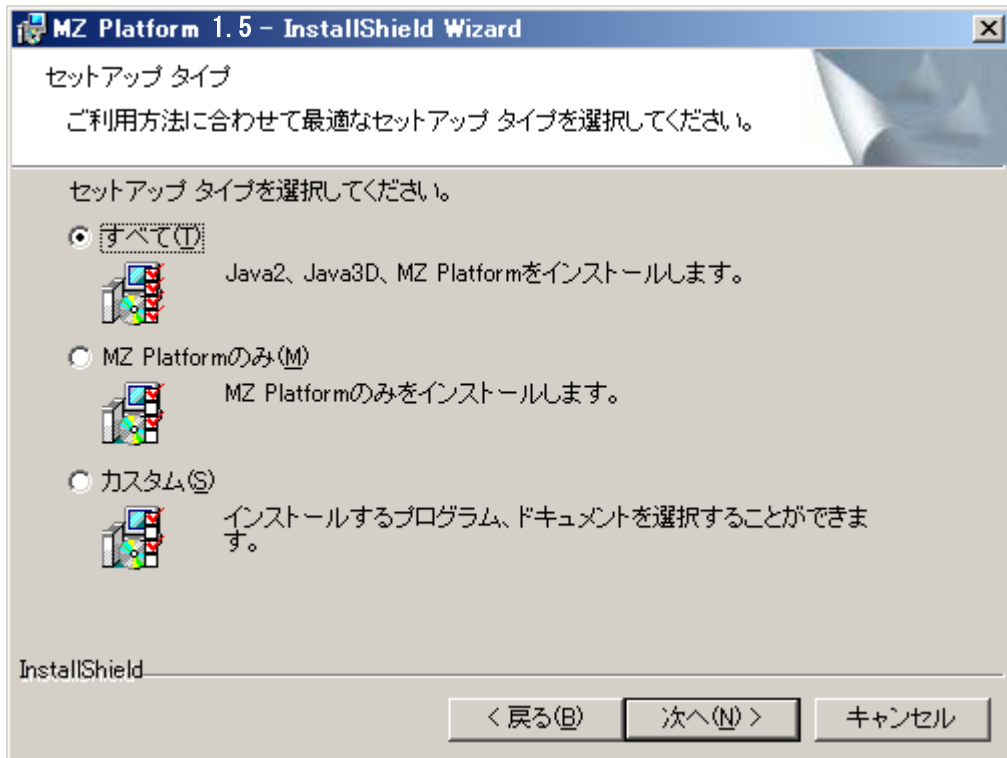 MZ Platform 1.5 - InstallShield Wizard
セットアップ タイプ
ご利用方法に合わせて最適なセットアップ タイプを選択してください。
セットアップ タイプを選択してください。
すべて(T)
Java2、Java3D、MZ Platformをインストールします。
MZ Platformのみ(M)
MZ Platformのみをインストールします。
カスタム(S)
インストールするプログラム、ドキュメントを選択することができま
す。
InstallShield
< 戻る(B)
次へ(N) >
キャンセル